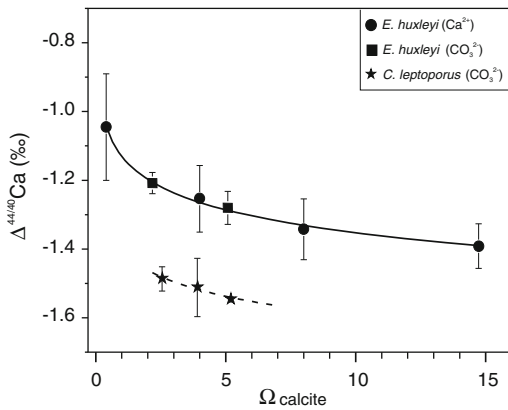 -0.8
-1.0
-1.2
-1.4
-1.6
Δ⁴⁴/⁴⁰Ca (‰)
E. huxleyi (Ca²⁺)
E. huxleyi (CO₃²⁻)
C. leptoporus (CO₃²⁻)
0 5 10 15
Ω calcite